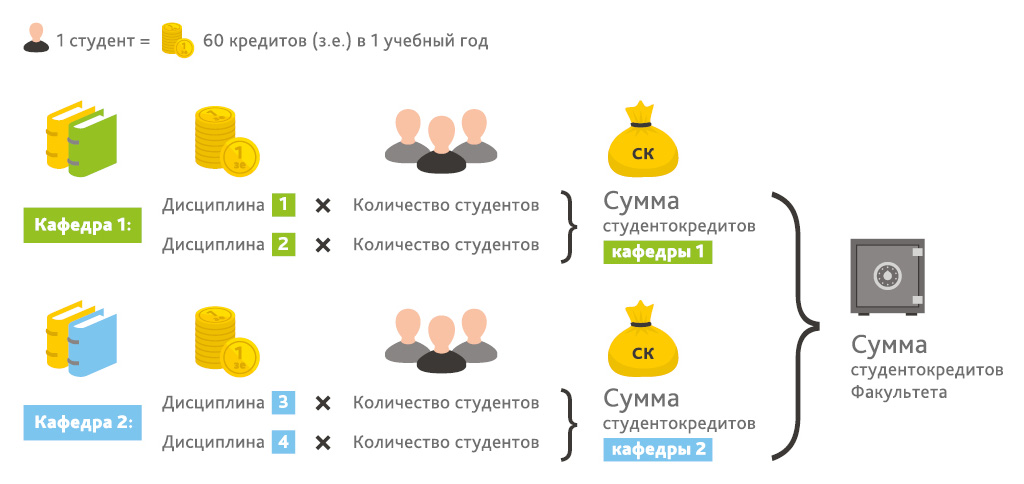 1 студент = 60 кредитов (з.е.) в 1 учебный год
1
зе.
СК
Кафедра 1:
Дисциплина 1 × Количество студентов
Дисциплина 2 × Количество студентов
Сумма
студентокредитов
кафедры 1
1
зе.
СК
Кафедра 2:
Дисциплина 3 × Количество студентов
Дисциплина 4 × Количество студентов
Сумма
студентокредитов
кафедры 2
Сумма
студентокредитов
Факультета